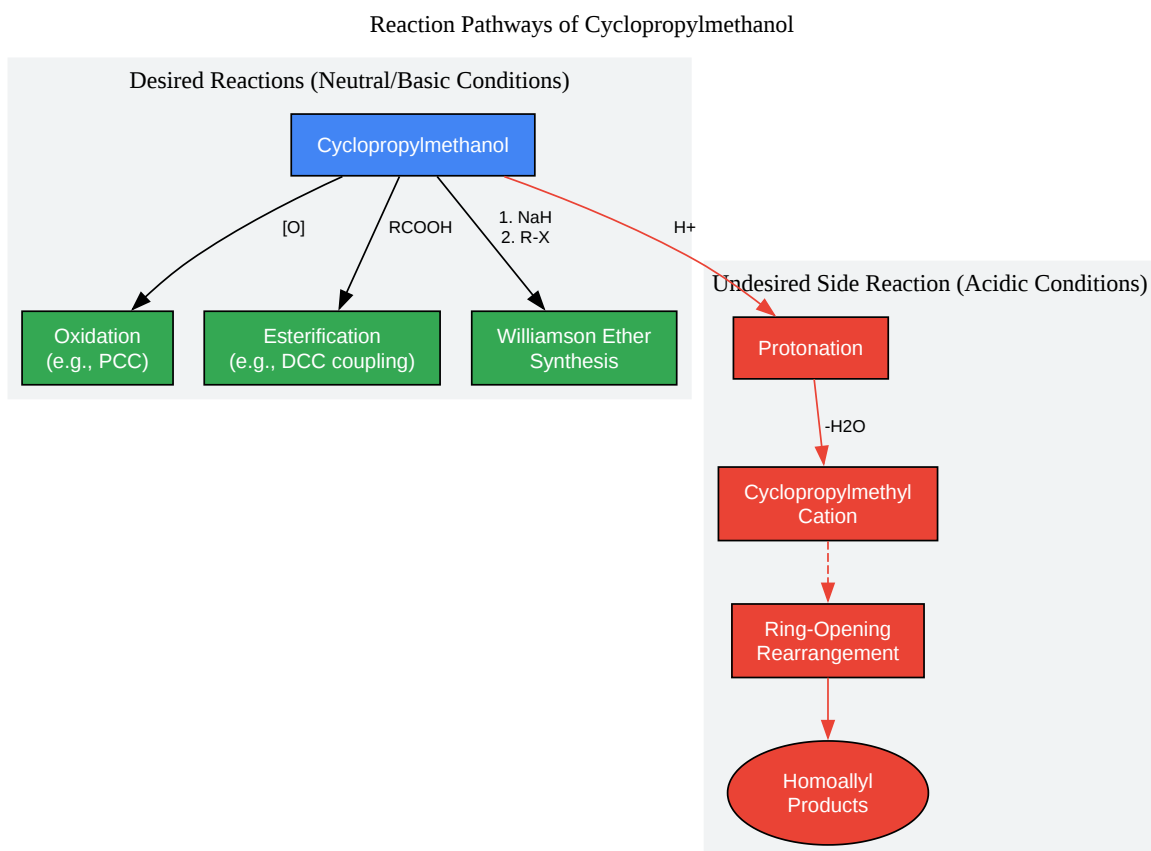 Reaction Pathways of Cyclopropylmethanol
Desired Reactions (Neutral/Basic Conditions)
Cyclopropylmethanol
[O]
RCOOH
1. NaH
2. R-X
H+
Oxidation
(e.g., PCC)
Esterification
(e.g., DCC coupling)
Williamson Ether
Synthesis
Undesired Side Reaction (Acidic Conditions)
Protonation
-H2O
Cyclopropylmethyl
Cation
Ring-Opening
Rearrangement
Homoallyl
Products